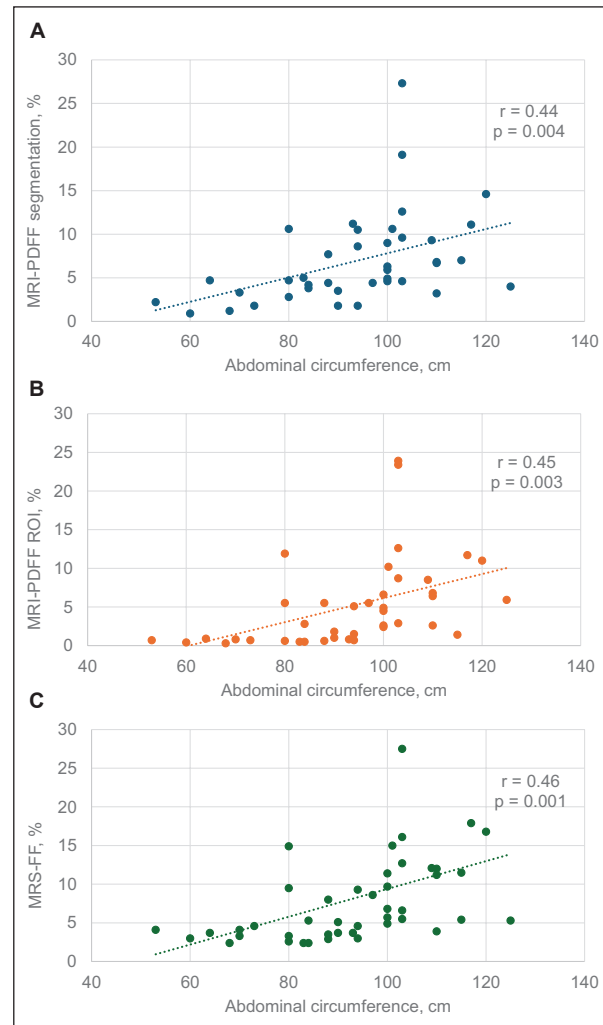 A
30
25
20
15
10
5
0
MRI-PDFF segmentation, %
r = 0.44
p = 0.004
40 60 80 100 120 140
Abdominal circumference, cm
B
30
25
20
15
10
5
0
MRI-PDFF ROI, %
r = 0.45
p = 0.003
40 60 80 100 120 140
Abdominal circumference, cm
C
30
25
20
15
10
5
0
MRS-FF, %
r = 0.46
p = 0.001
40 60 80 100 120 140
Abdominal circumference, cm